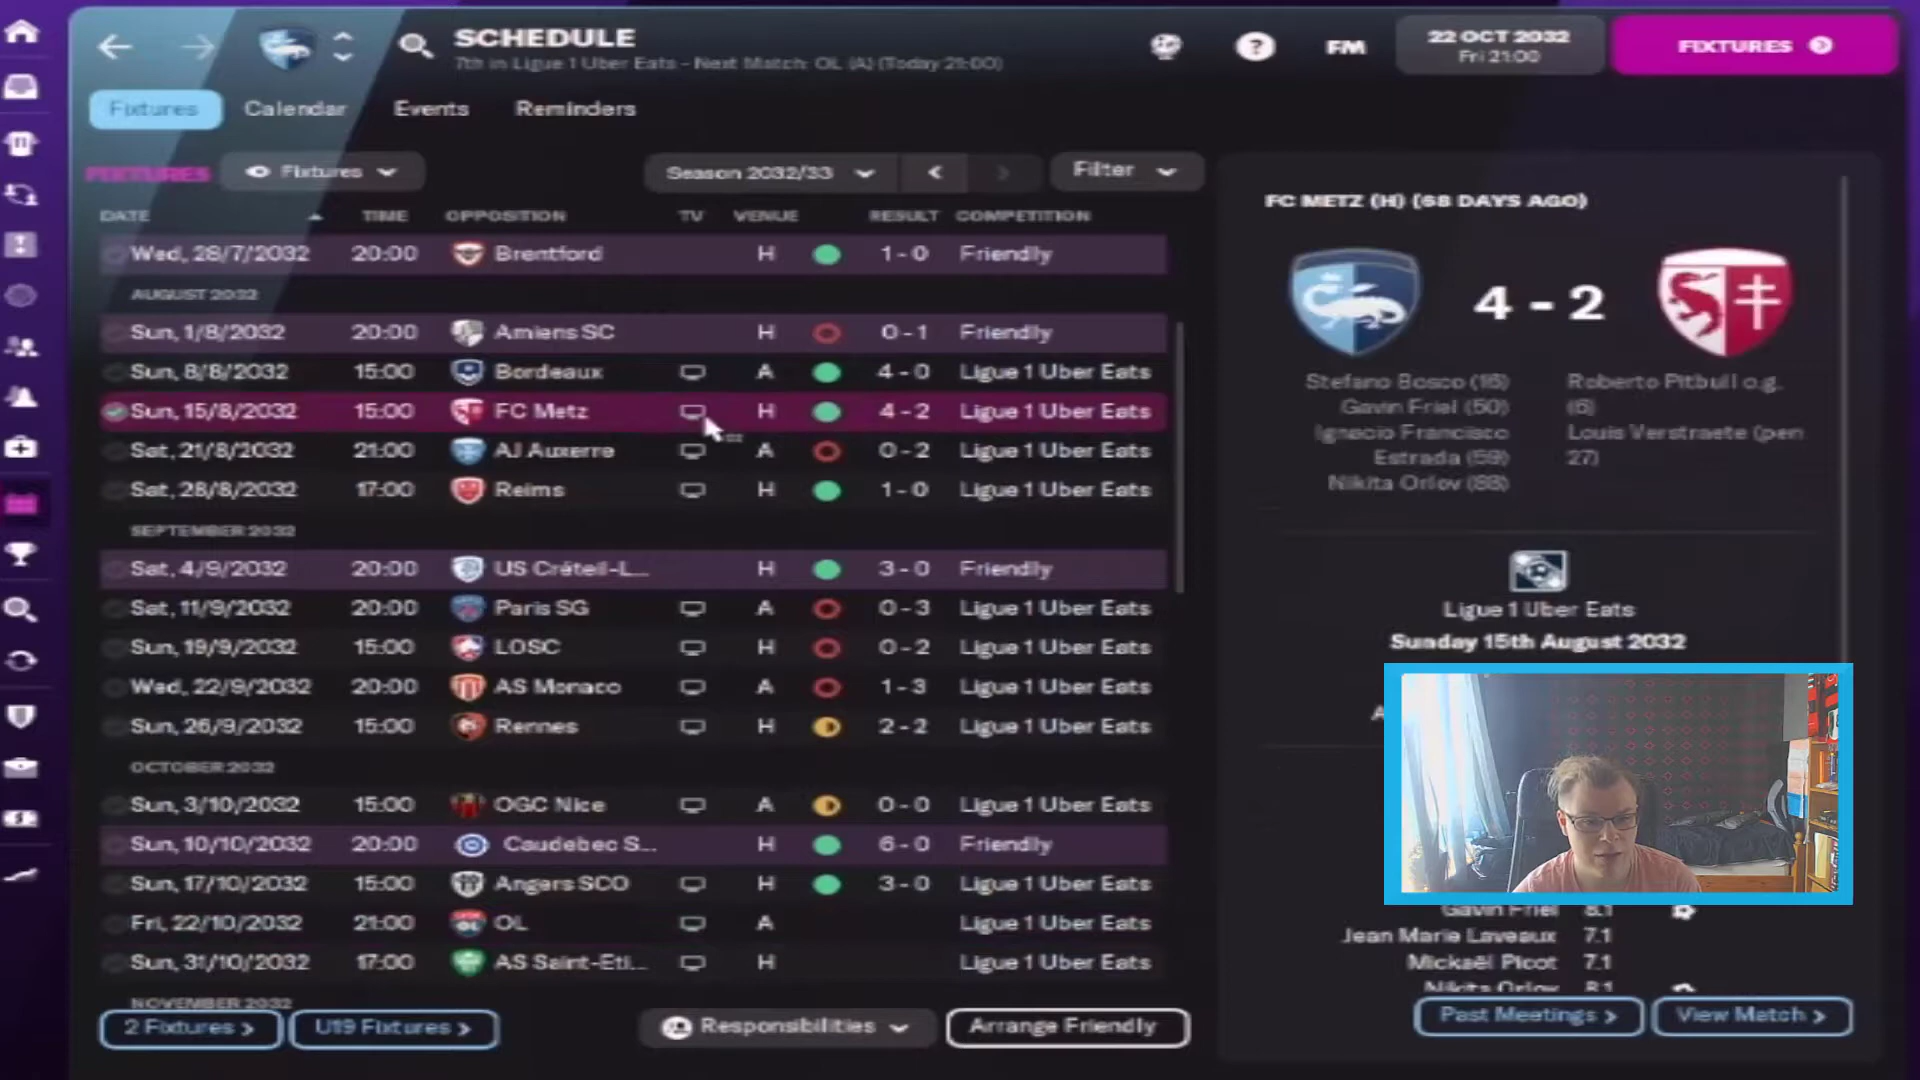 SCHEDULE
7th in Ligue 1 Uber Eats - Next Match: OL (A) (Today 21:00)
FM
22 OCT 2032
Fri 21:00
FIXTURES
Fixtures Calendar Events Reminders
FIXTURES Fixtures Season 2032/33 Filter
DATE TIME OPPOSITION TV VENUE RESULT COMPETITION
Wed, 28/7/2032 20:00 Brentford H 1 - 0 Friendly
AUGUST 2032
Sun, 1/8/2032 20:00 Amiens SC H 0 - 1 Friendly
Sun, 8/8/2032 15:00 Bordeaux A 4 - 0 Ligue 1 Uber Eats
Sun, 15/8/2032 15:00 FC Metz H 4 - 2 Ligue 1 Uber Eats
Sat, 21/8/2032 21:00 AJ Auxerre A 0 - 2 Ligue 1 Uber Eats
Sat, 28/8/2032 17:00 Reims H 1 - 0 Ligue 1 Uber Eats
SEPTEMBER 2032
Sat, 4/9/2032 20:00 US Créteil-L... H 3 - 0 Friendly
Sat, 11/9/2032 20:00 Paris SG A 0 - 3 Ligue 1 Uber Eats
Sun, 19/9/2032 15:00 LOSC H 0 - 2 Ligue 1 Uber Eats
Wed, 22/9/2032 20:00 AS Monaco A 1 - 3 Ligue 1 Uber Eats
Sun, 26/9/2032 15:00 Rennes H 2 - 2 Ligue 1 Uber Eats
OCTOBER 2032
Sun, 3/10/2032 15:00 OGC Nice A 0 - 0 Ligue 1 Uber Eats
Sun, 10/10/2032 20:00 Caudebec S... H 6 - 0 Friendly
Sun, 17/10/2032 15:00 Angers SCO H 3 - 0 Ligue 1 Uber Eats
Fri, 22/10/2032 21:00 OL A Ligue 1 Uber Eats
Sun, 31/10/2032 17:00 AS Saint-Eti... H Ligue 1 Uber Eats
NOVEMBER 2032
2 Fixtures > U19 Fixtures > Responsibilities Arrange Friendly
FC METZ (H) (68 DAYS AGO)
4 - 2
Stefano Bosco (16)
Gavin Friel (50)
Ignacio Francisco
Estrada (59)
Nikita Orlov (88)
Roberto Pitbull o.g.
(6)
Louis Verstraete (pen
27)
Ligue 1 Uber Eats
Sunday 15th August 2032
Gavin Friel 8.1
Jean Marie Laveaux 7.1
Mickaël Picot 7.1
Nikita Orlov 8.1
Past Meetings > View Match >